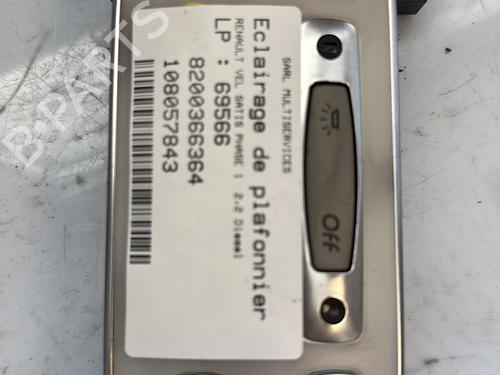 SARL MULTISERVICES
Eclairage de plafonnier
RENAULT VEL SATIS PHASE 1 2.2 Diesel
LP : 69566
8200366364
108057843
Off
B-PARTS